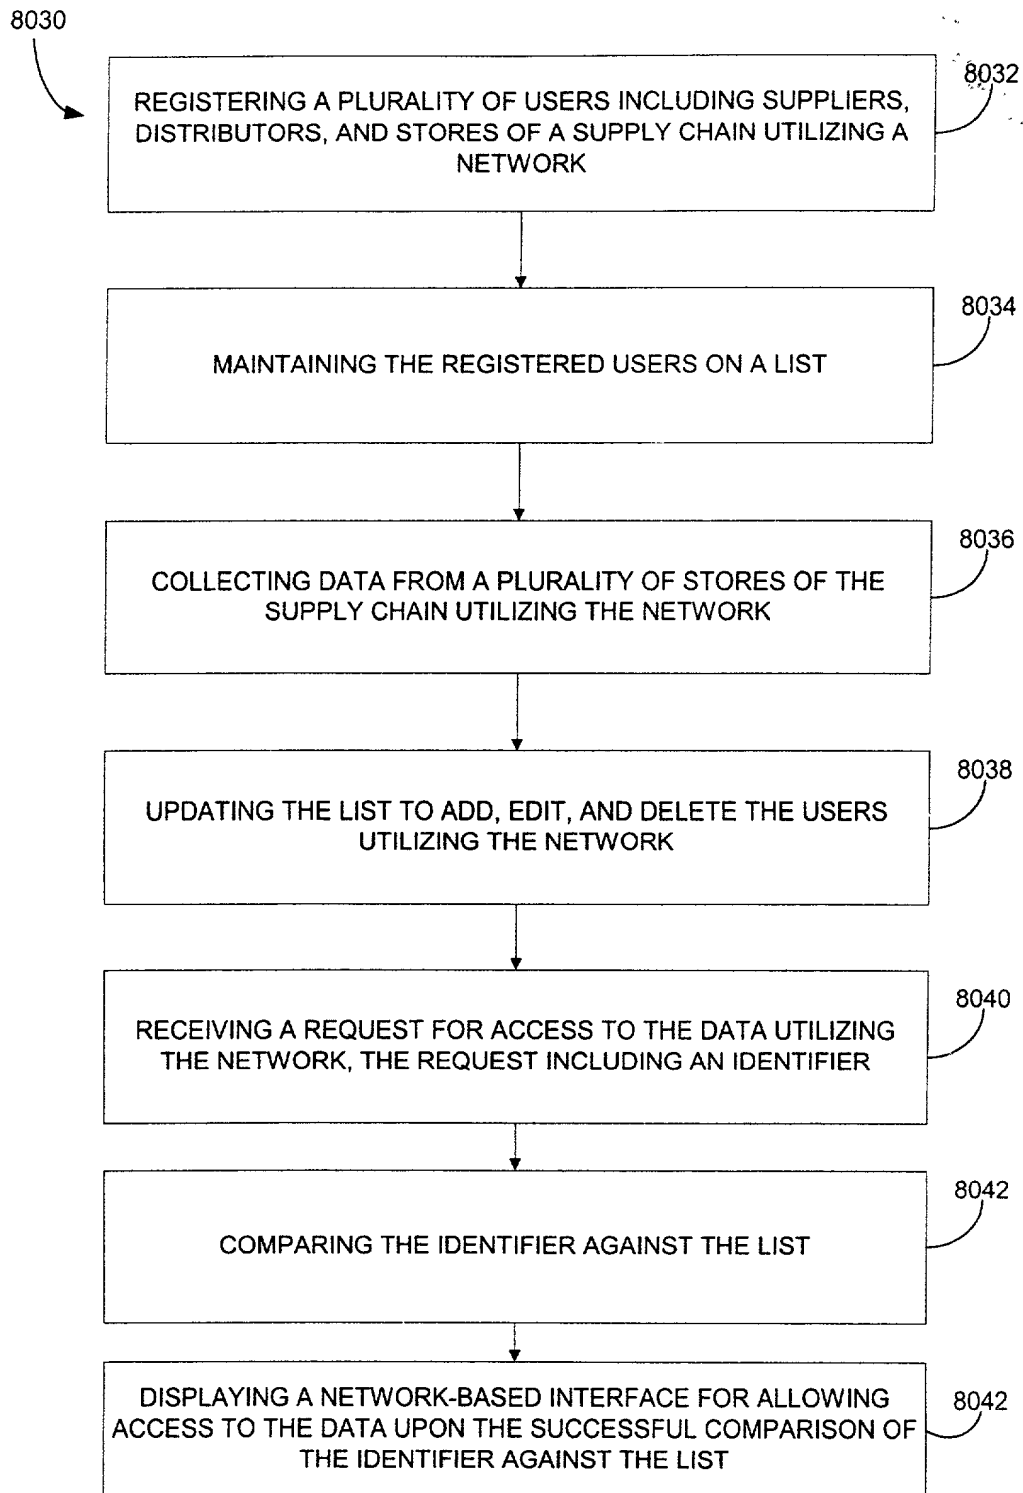 8030
8032
REGISTERING A PLURALITY OF USERS INCLUDING SUPPLIERS,
DISTRIBUTORS, AND STORES OF A SUPPLY CHAIN UTILIZING A
NETWORK
8034
MAINTAINING THE REGISTERED USERS ON A LIST
8036
COLLECTING DATA FROM A PLURALITY OF STORES OF THE
SUPPLY CHAIN UTILIZING THE NETWORK
8038
UPDATING THE LIST TO ADD, EDIT, AND DELETE THE USERS
UTILIZING THE NETWORK
8040
RECEIVING A REQUEST FOR ACCESS TO THE DATA UTILIZING
THE NETWORK, THE REQUEST INCLUDING AN IDENTIFIER
8042
COMPARING THE IDENTIFIER AGAINST THE LIST
8042
DISPLAYING A NETWORK-BASED INTERFACE FOR ALLOWING
ACCESS TO THE DATA UPON THE SUCCESSFUL COMPARISON OF
THE IDENTIFIER AGAINST THE LIST